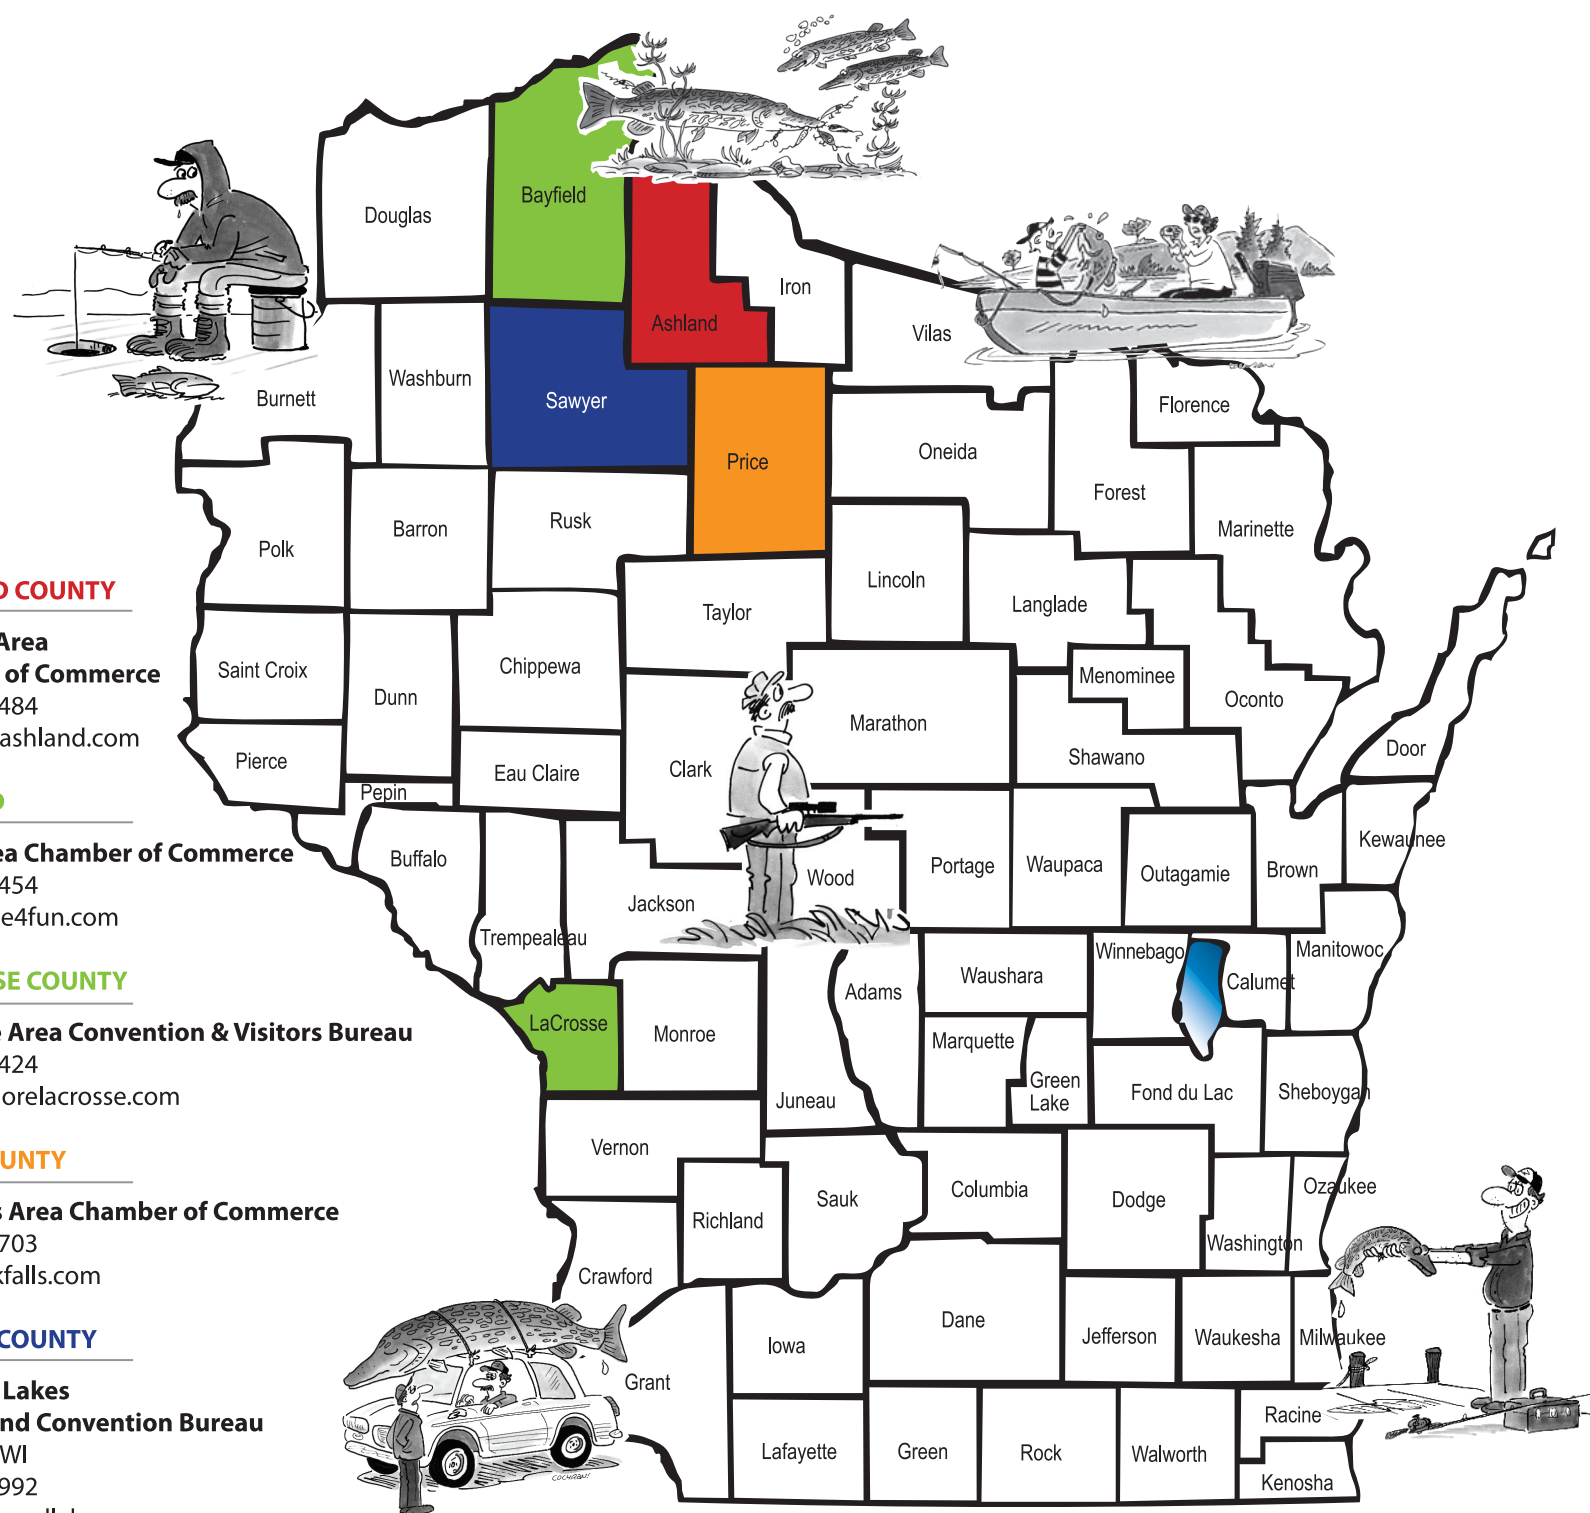 D COUNTY
Area
of Commerce
484
ashland.com
ea Chamber of Commerce
454
e4fun.com
SE COUNTY
e Area Convention & Visitors Bureau
424
orelacrosse.com
UNTY
s Area Chamber of Commerce
703
kfalls.com
COUNTY
Lakes
nd Convention Bureau
WI
992
Bayfield
Douglas
Iron
Ashland
Vilas
Washburn
Burnett
Sawyer
Florence
Oneida
Price
Forest
Rusk
Barron
Marinette
Polk
Lincoln
Langlade
Taylor
Saint Croix
Chippewa
Menominee
Dunn
Oconto
Marathon
Door
Shawano
Pierce
Clark
Eau Claire
Pepin
Kewaunee
Buffalo
Portage
Waupaca
Outagamie
Brown
Wood
Jackson
Trempealeau
Winnebago
Manitowoc
Waushara
Calumet
Adams
LaCrosse
Monroe
Marquette
Green
Lake
Fond du Lac
Sheboygan
Juneau
Vernon
Ozaukee
Columbia
Dodge
Sauk
Richland
Washington
Crawford
Dane
Jefferson
Waukesha
Milwaukee
Iowa
Grant
Racine
Lafayette
Green
Rock
Walworth
Kenosha
COCHRAN!